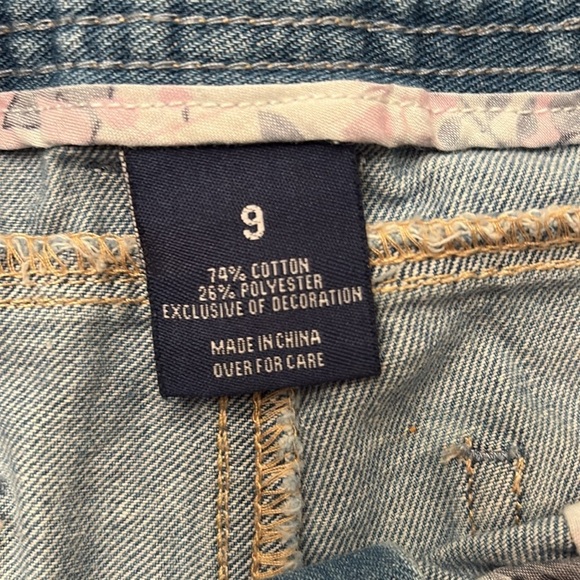 9
74% COTTON
26% POLYESTER
EXCLUSIVE OF DECORATION
MADE IN CHINA
OVER FOR CARE